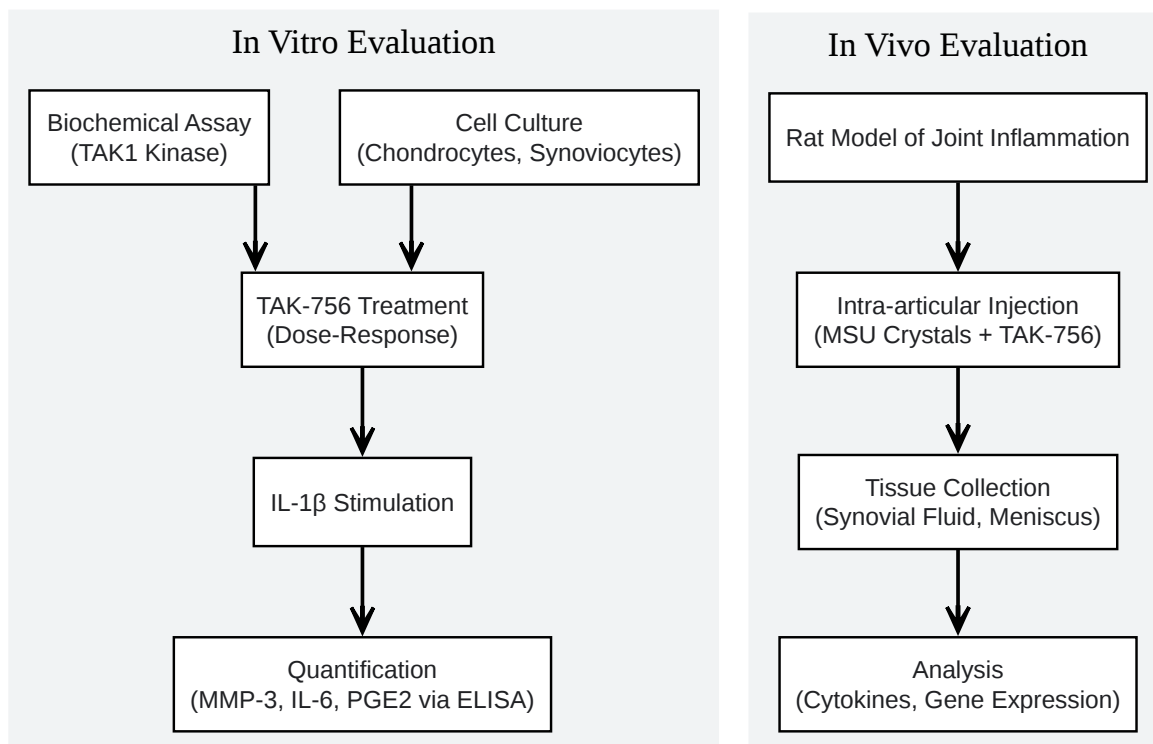 In Vitro Evaluation
Biochemical Assay
(TAK1 Kinase)
Cell Culture
(Chondrocytes, Synoviocytes)
TAK-756 Treatment
(Dose-Response)
IL-1β Stimulation
Quantification
(MMP-3, IL-6, PGE2 via ELISA)
In Vivo Evaluation
Rat Model of Joint Inflammation
Intra-articular Injection
(MSU Crystals + TAK-756)
Tissue Collection
(Synovial Fluid, Meniscus)
Analysis
(Cytokines, Gene Expression)